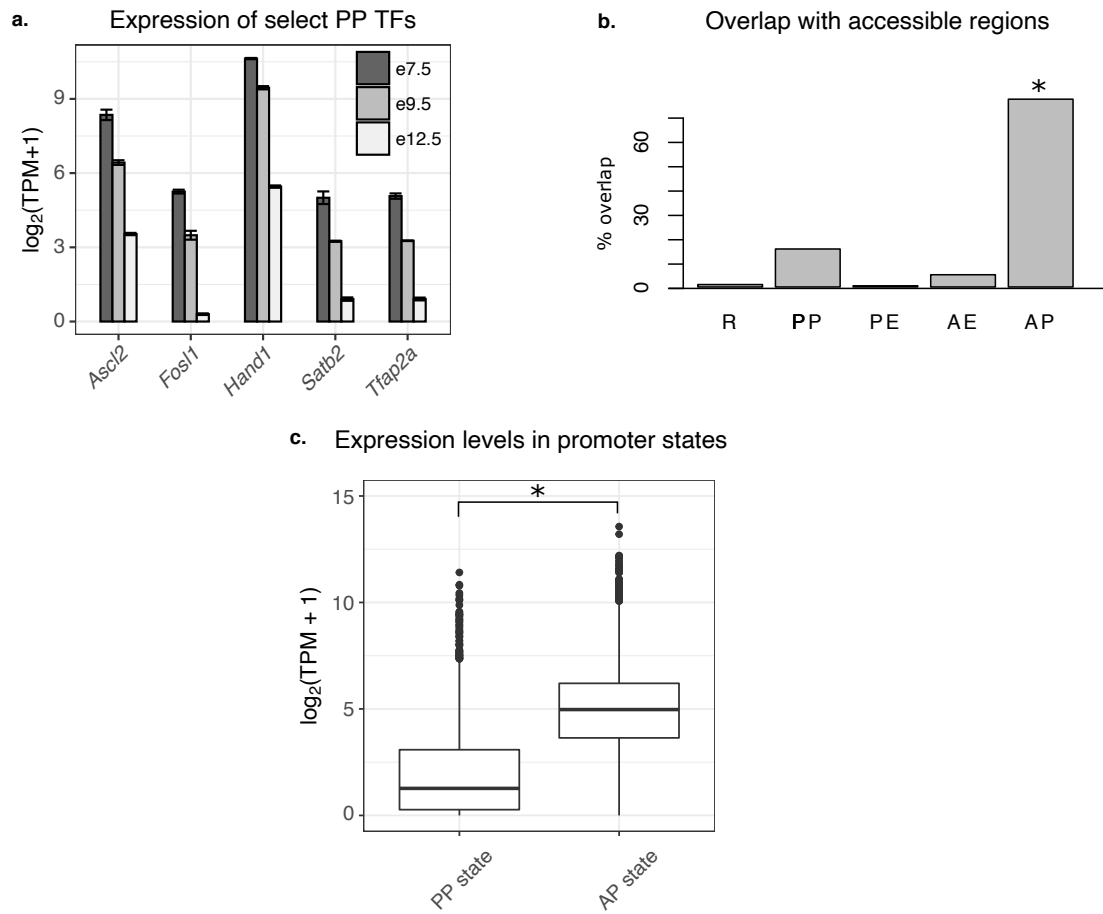 a. Expression of select PP TFs
log2(TPM+1)
9
6
3
0
e7.5
e9.5
e12.5
Ascl2 Fosl1 Hand1 Satb2 Tfap2a
b. Overlap with accessible regions
% overlap
60
30
0
*
R PP PE AE AP
c. Expression levels in promoter states
log2(TPM + 1)
15
10
5
0
*
PP state AP state